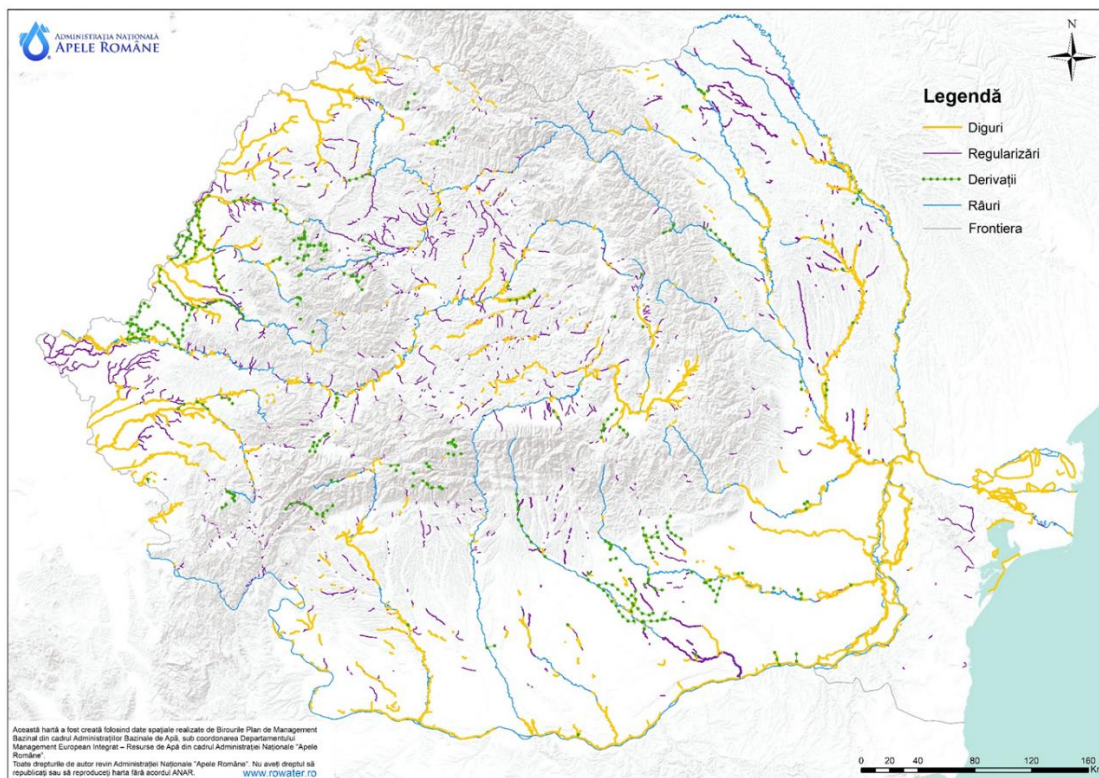 ADMINISTRAȚIA NAȚIONALĂ
APELE ROMÂNE
N
Legendă
Diguri
Regularizări
Derivații
Râuri
Frontiera
Această hartă a fost creată folosind date spațiale realizate de Birourile Plan de Management
Bazinal din cadrul Administrațiilor Bazinale de Apă, sub coordonarea Departamentului
Management European Integrat – Resurse de Apă din cadrul Administrației Naționale "Apele
Române".
Toate drepturile de autor revin Administrației Naționale "Apele Române". Nu aveți dreptul să
republicați sau să reproduceți harta fără acordul ANAR.
www.rowater.ro
0 20 40 80 120 160
Km